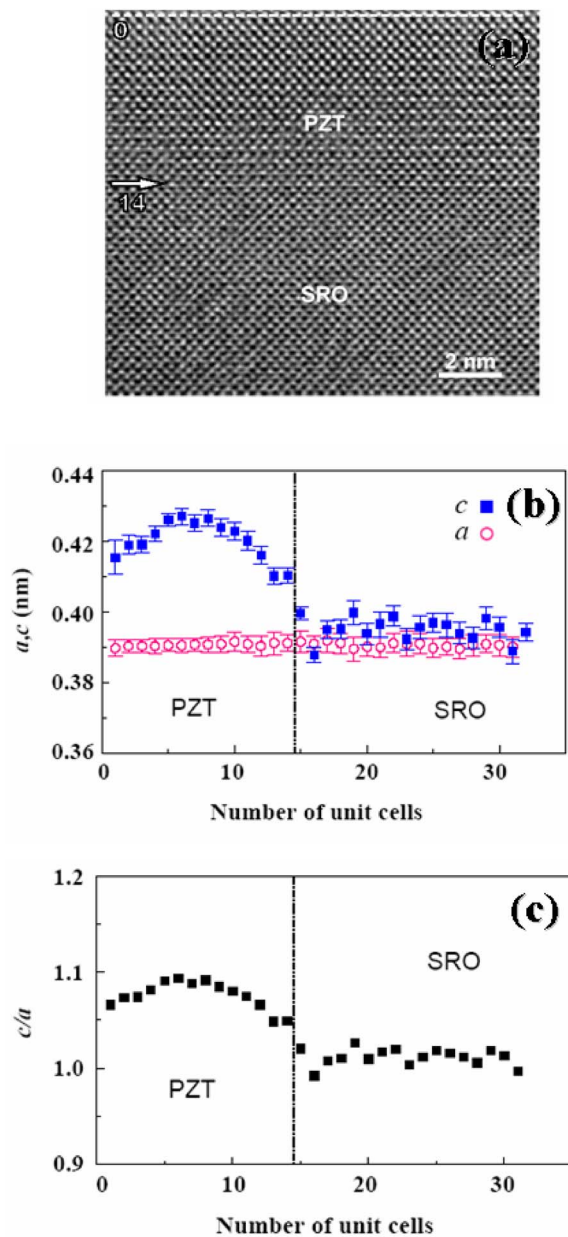 0
(a)
PZT
14
SRO
2 nm
0.44
(b)
c
a
0.42
a,c (nm)
0.40
0.38
PZT
SRO
0.36
0
10
20
30
Number of unit cells
1.2
(c)
SRO
1.1
c/a
1.0
PZT
0.9
0
10
20
30
Number of unit cells